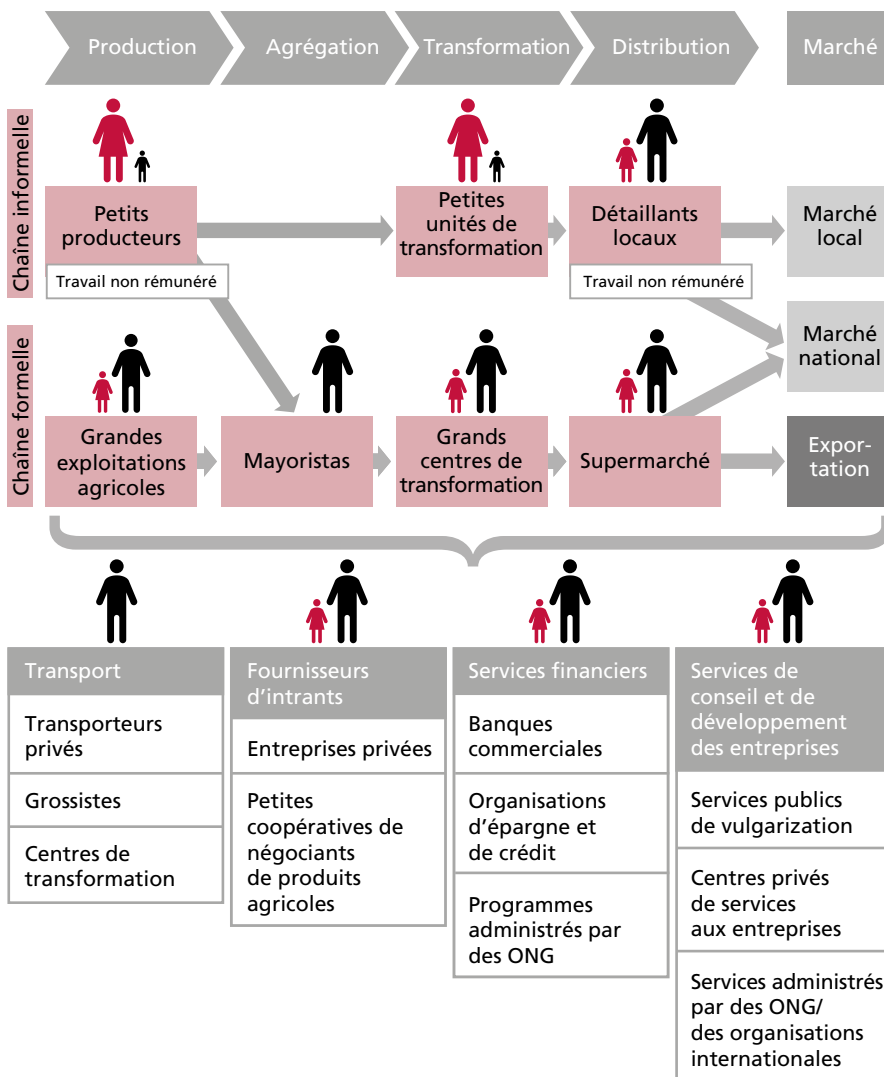 Production
Agrégation
Transformation
Distribution
Marché
Chaîne informelle
Petits
producteurs
Travail non rémunéré
Petites
unités de
transformation
Détaillants
locaux
Travail non rémunéré
Marché
local
Marché
national
Chaîne formelle
Grandes
exploitations
agricoles
Mayoristas
Grands
centres de
transformation
Supermarché
Expor-
tation
Transport
Transporteurs
privés
Grossistes
Centres de
transformation
Fournisseurs
d'intrants
Entreprises privées
Petites
coopératives de
négociants
de produits
agricoles
Services financiers
Banques
commerciales
Organisations
d'épargne et
de crédit
Programmes
administrés par
des ONG
Services de
conseil et de
développement
des entreprises
Services publics
de vulgarization
Centres privés
de services
aux entreprises
Services administrés
par des ONG/
des organisations
internationales